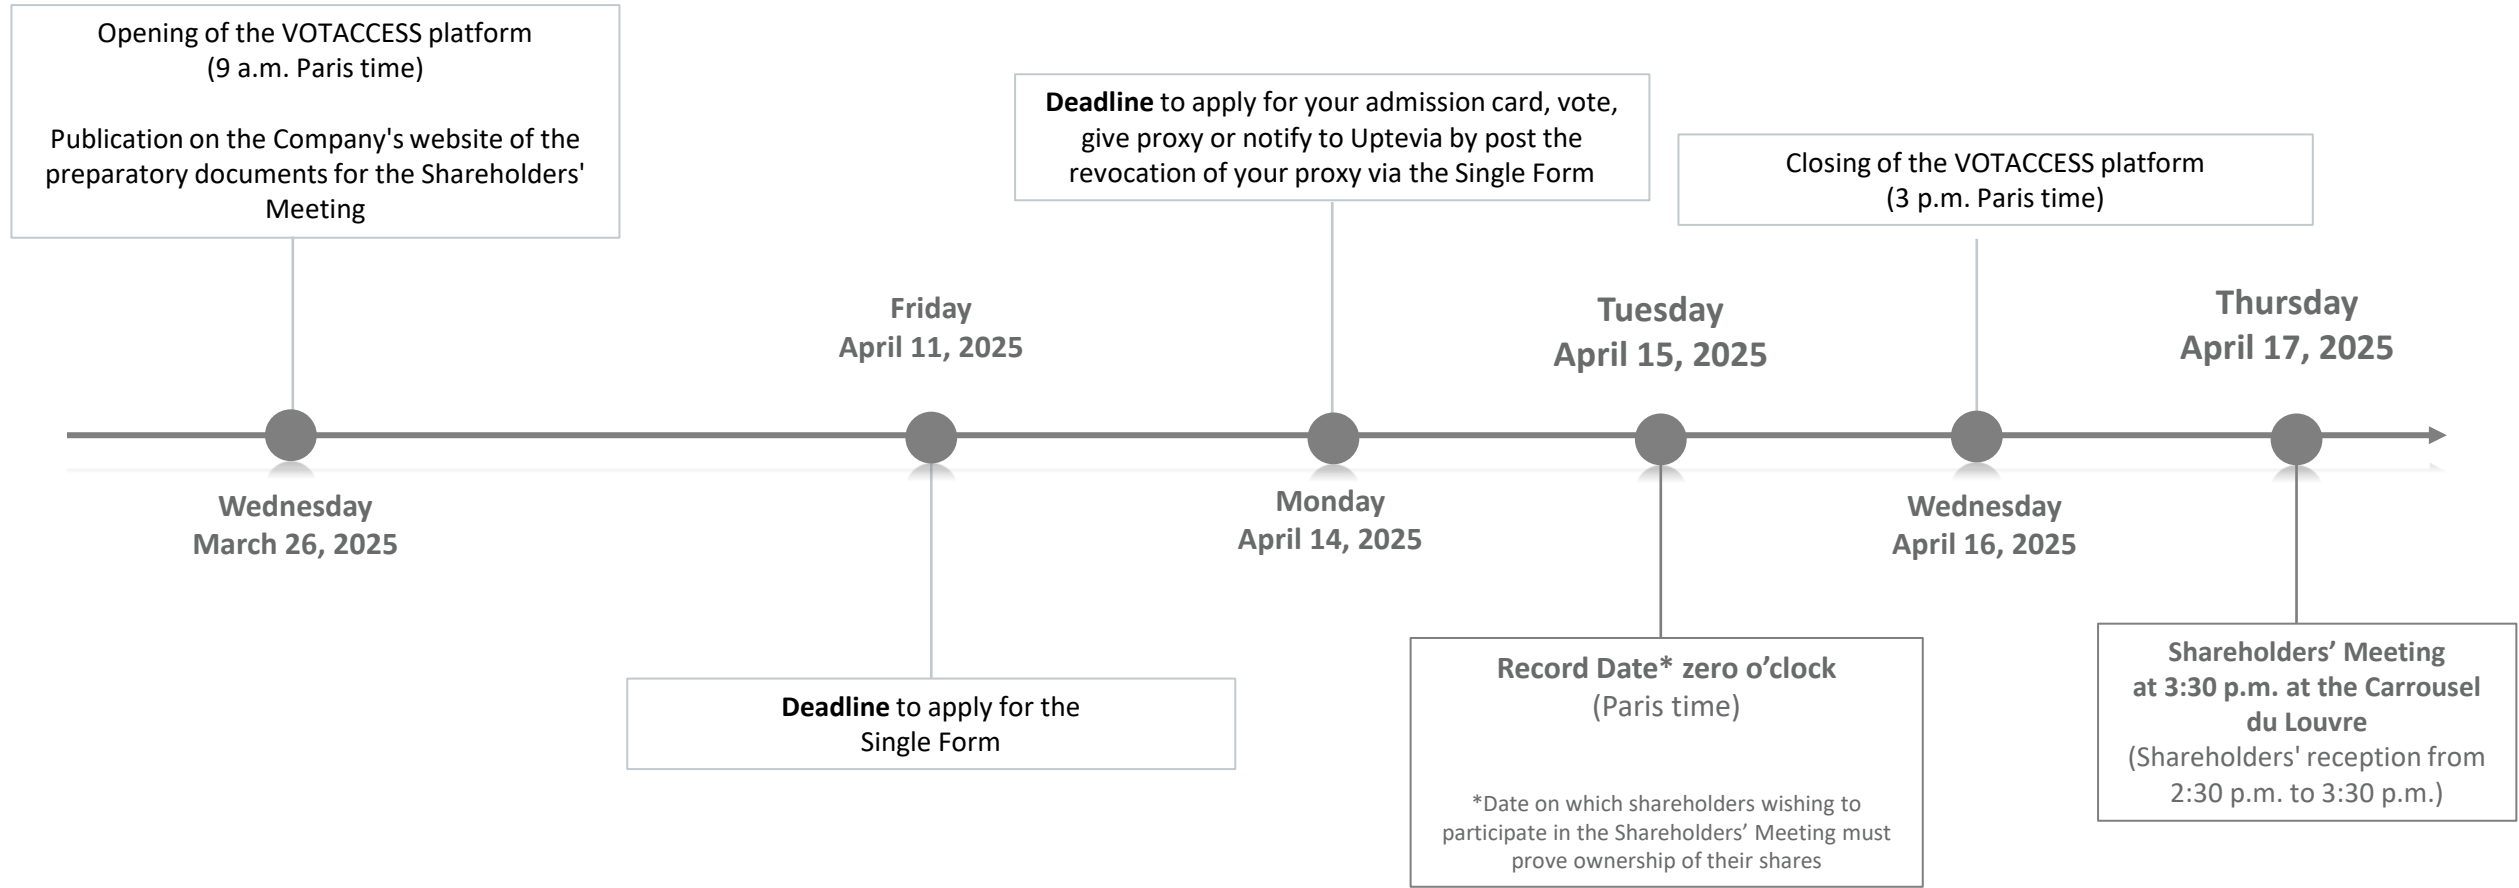 Opening of the VOTACCESS platform
(9 a.m. Paris time)
Publication on the Company's website of the
preparatory documents for the Shareholders'
Meeting
Wednesday
March 26, 2025
Friday
April 11, 2025
Deadline to apply for the
Single Form
Deadline to apply for your admission card, vote,
give proxy or notify to Uptevia by post the
revocation of your proxy via the Single Form
Monday
April 14, 2025
Tuesday
April 15, 2025
Record Date* zero o’clock
(Paris time)
*Date on which shareholders wishing to
participate in the Shareholders’ Meeting must
prove ownership of their shares
Closing of the VOTACCESS platform
(3 p.m. Paris time)
Wednesday
April 16, 2025
Thursday
April 17, 2025
Shareholders’ Meeting
at 3:30 p.m. at the Carrousel
du Louvre
(Shareholders' reception from
2:30 p.m. to 3:30 p.m.)